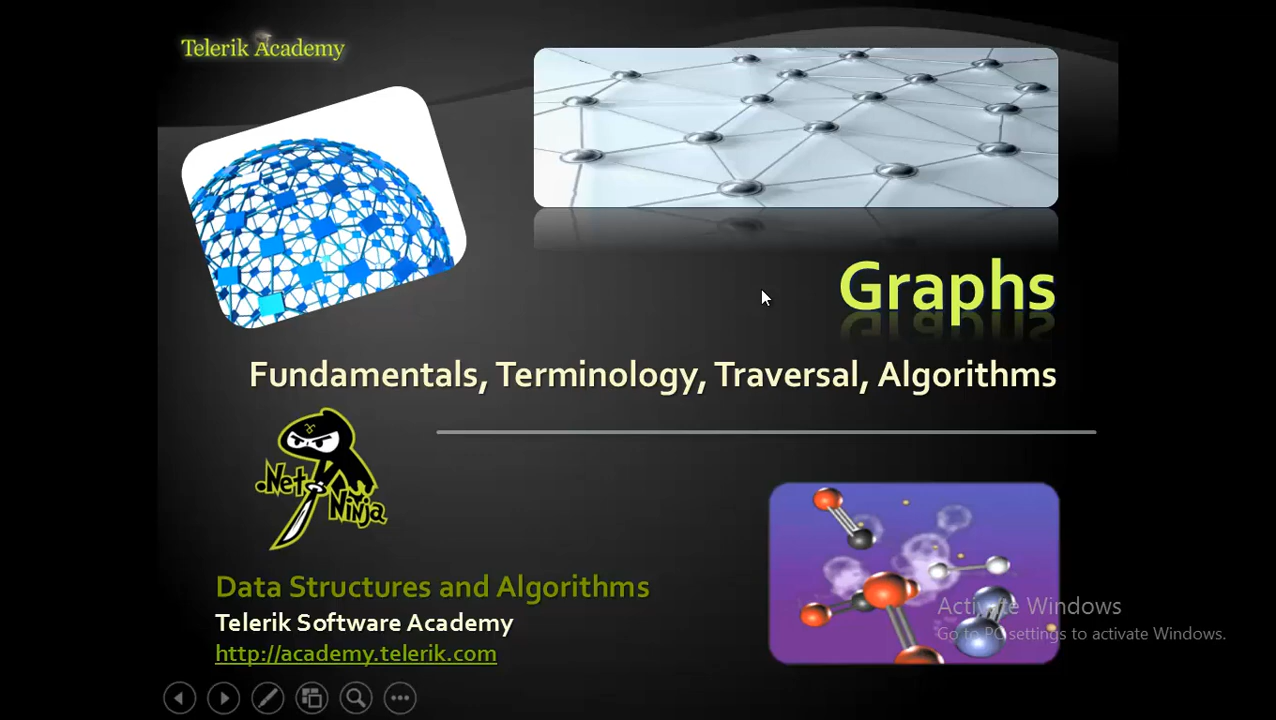 Telerik Academy
Graphs
Fundamentals, Terminology, Traversal, Algorithms
.Net
Ninja
Data Structures and Algorithms
Telerik Software Academy
http://academy.telerik.com
Activate Windows
Go to PC settings to activate Windows.